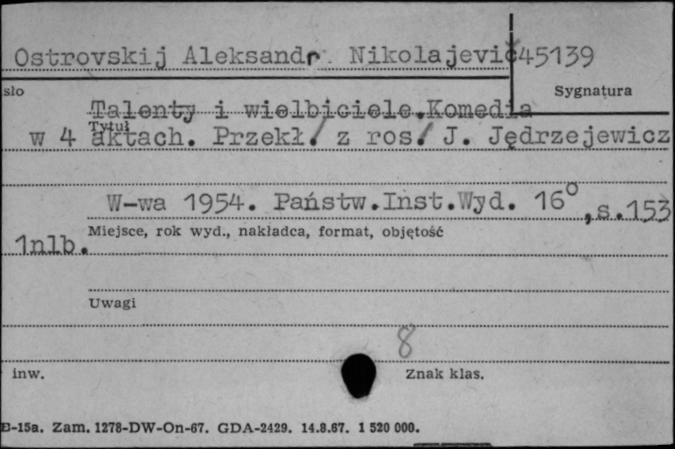 Ostrovskij Aleksandr Nikolajevič 45139
sło
Sygnatura
Talenty i wielbiciele. Komedia
Tytuł
w 4 aktach. Przekł. / z ros. / J. Jędrzejewicz
W-wa 1954. Państw.Inst.Wyd. 16°, s.153
Miejsce, rok wyd., nakładca, format, objętość
1nlb.
Uwagi
8
inw.
Znak klas.
B-15a. Zam. 1278-DW-On-67. GDA-2429. 14.8.67. 1 520 000.